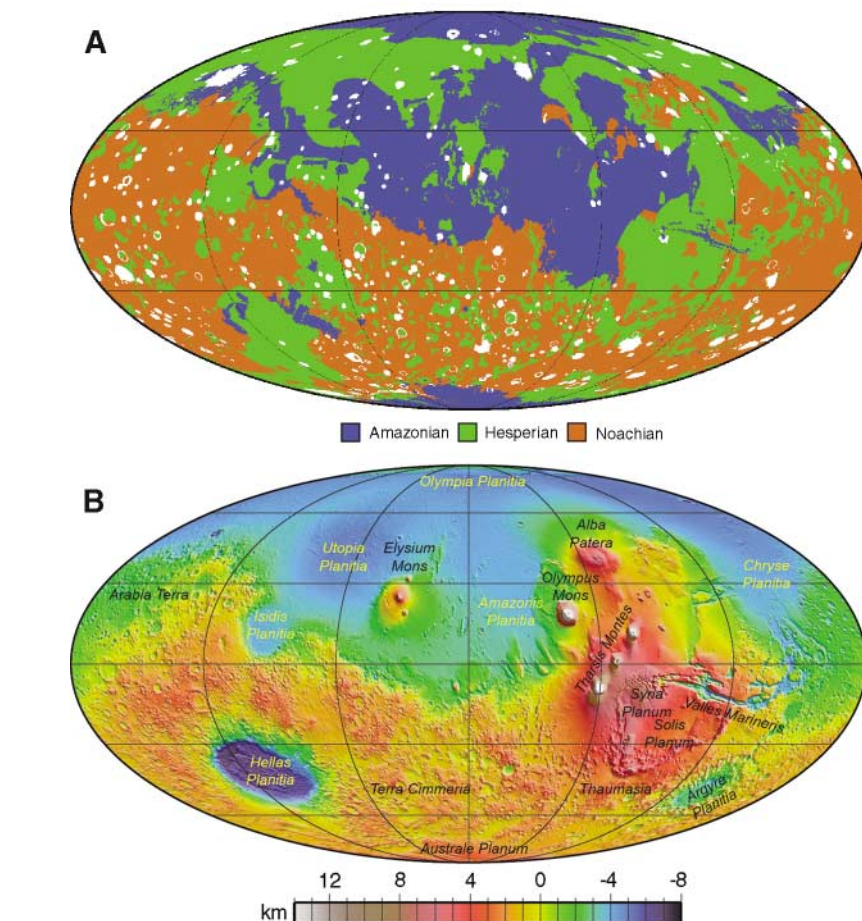 A
Amazonian Hesperian Noachian
B
Olympia Planitia
Alba
Patera
Utopia
Planitia
Elysium
Mons
Chryse
Planitia
Arabia Terra
Olympus
Mons
Amazonis
Planitia
Isidis
Planitia
Tharsis Montes
Syria
Planum
Valles Marineris
Solis
Planum
Hellas
Planitia
Terra Cimmeria
Thaumasia
Argyre
Planitia
Australe Planum
12 8 4 0 -4 -8
km